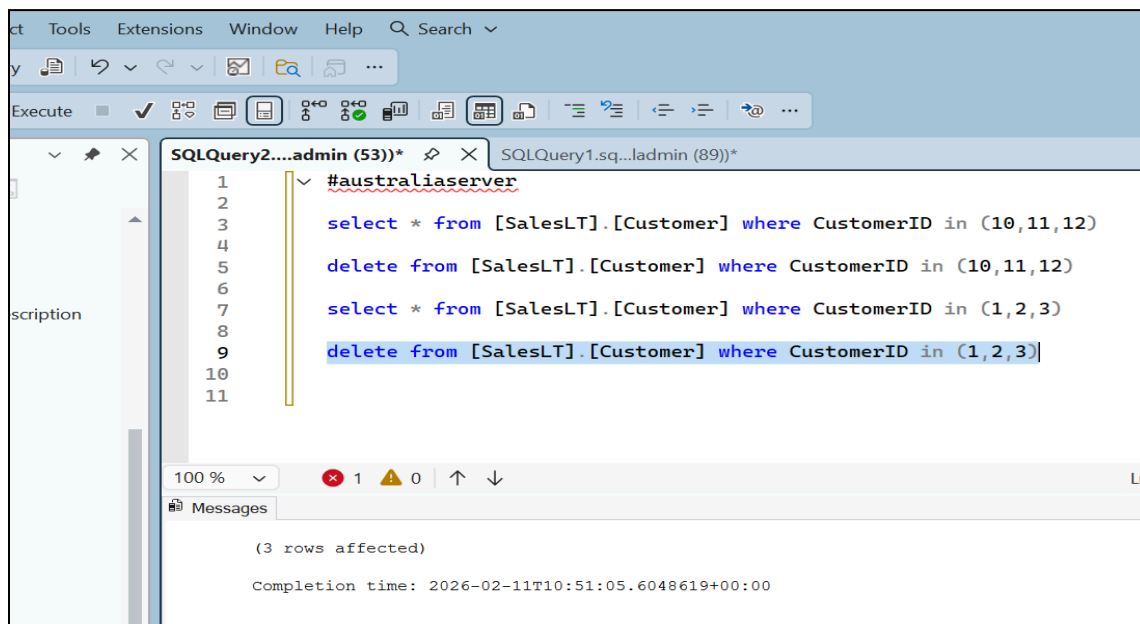 ct Tools Extensions Window Help Search
y
Execute
SQLQuery2....admin (53))* SQLQuery1.sq...ladmin (89))*
1 #australiaserver
2
3 select * from [SalesLT].[Customer] where CustomerID in (10,11,12)
4
5 delete from [SalesLT].[Customer] where CustomerID in (10,11,12)
6
scription
7 select * from [SalesLT].[Customer] where CustomerID in (1,2,3)
8
9 delete from [SalesLT].[Customer] where CustomerID in (1,2,3)
10
11
100 % 1 0 L
Messages
(3 rows affected)
Completion time: 2026-02-11T10:51:05.6048619+00:00